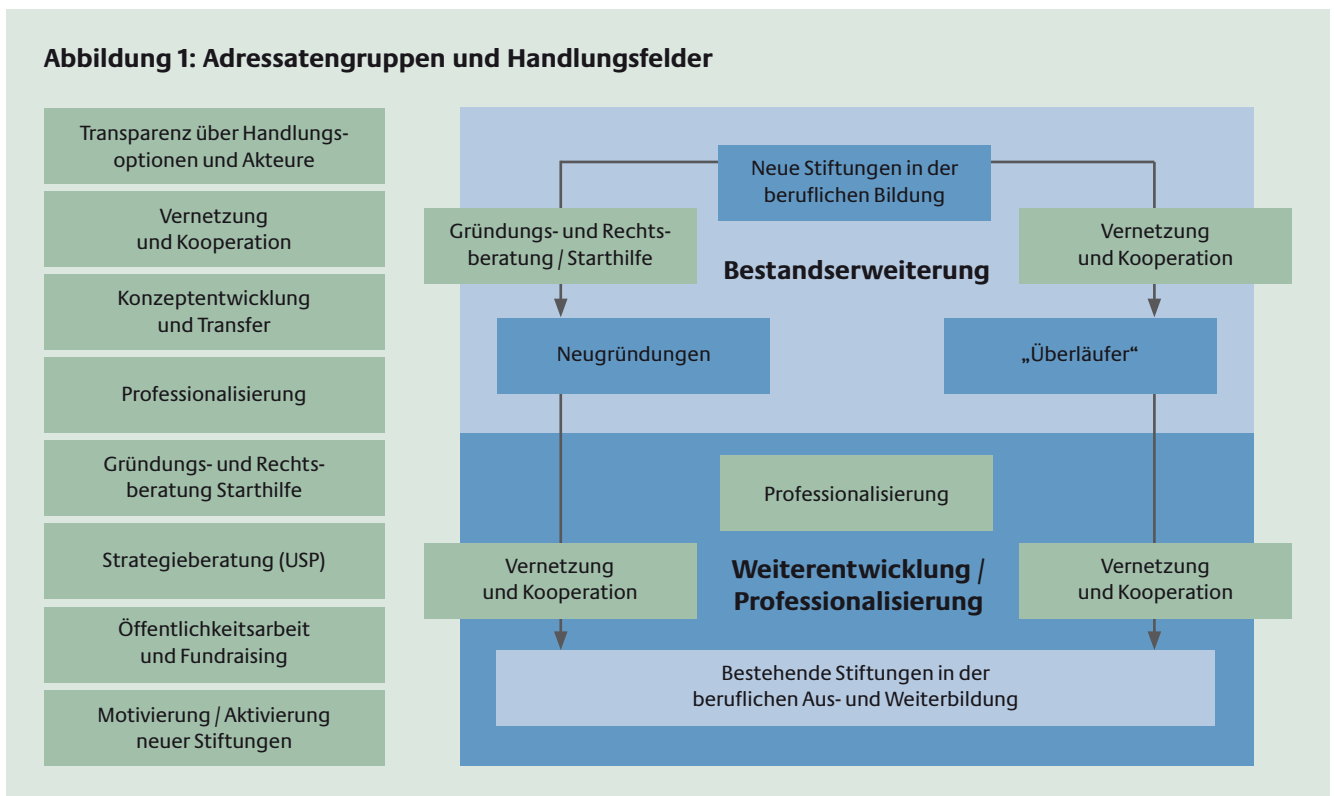 Abbildung 1: Adressatengruppen und Handlungsfelder
Transparenz über Handlungs-
optionen und Akteure
Vernetzung
und Kooperation
Konzeptentwicklung
und Transfer
Professionalisierung
Gründungs- und Rechts-
beratung Starthilfe
Strategieberatung (USP)
Öffentlichkeitsarbeit
und Fundraising
Motivierung / Aktivierung
neuer Stiftungen
Neue Stiftungen in der
beruflichen Bildung
Gründungs- und Rechts-
beratung / Starthilfe
Vernetzung
und Kooperation
Bestandserweiterung
Neugründungen
„Überläufer“
Professionalisierung
Vernetzung
und Kooperation
Weiterentwicklung /
Professionalisierung
Vernetzung
und Kooperation
Bestehende Stiftungen in der
beruflichen Aus- und Weiterbildung